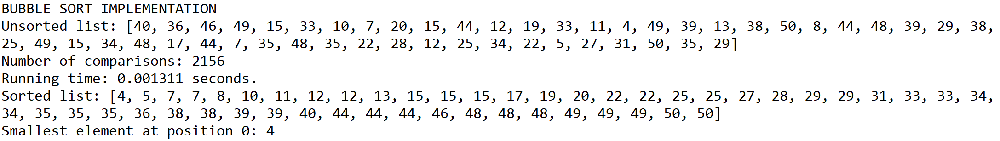 BUBBLE SORT IMPLEMENTATION
Unsorted list: [40, 36, 46, 49, 15, 33, 10, 7, 20, 15, 44, 12, 19, 33, 11, 4, 49, 39, 13, 38, 50, 8, 44, 48, 39, 29, 38,
25, 49, 15, 34, 48, 17, 44, 7, 35, 48, 35, 22, 28, 12, 25, 34, 22, 5, 27, 31, 50, 35, 29]
Number of comparisons: 2156
Running time: 0.001311 seconds.
Sorted list: [4, 5, 7, 7, 8, 10, 11, 12, 12, 13, 15, 15, 15, 17, 19, 20, 22, 22, 25, 25, 27, 28, 29, 29, 31, 33, 33, 34,
34, 35, 35, 35, 36, 38, 38, 39, 39, 40, 44, 44, 44, 46, 48, 48, 48, 49, 49, 49, 50, 50]
Smallest element at position 0: 4